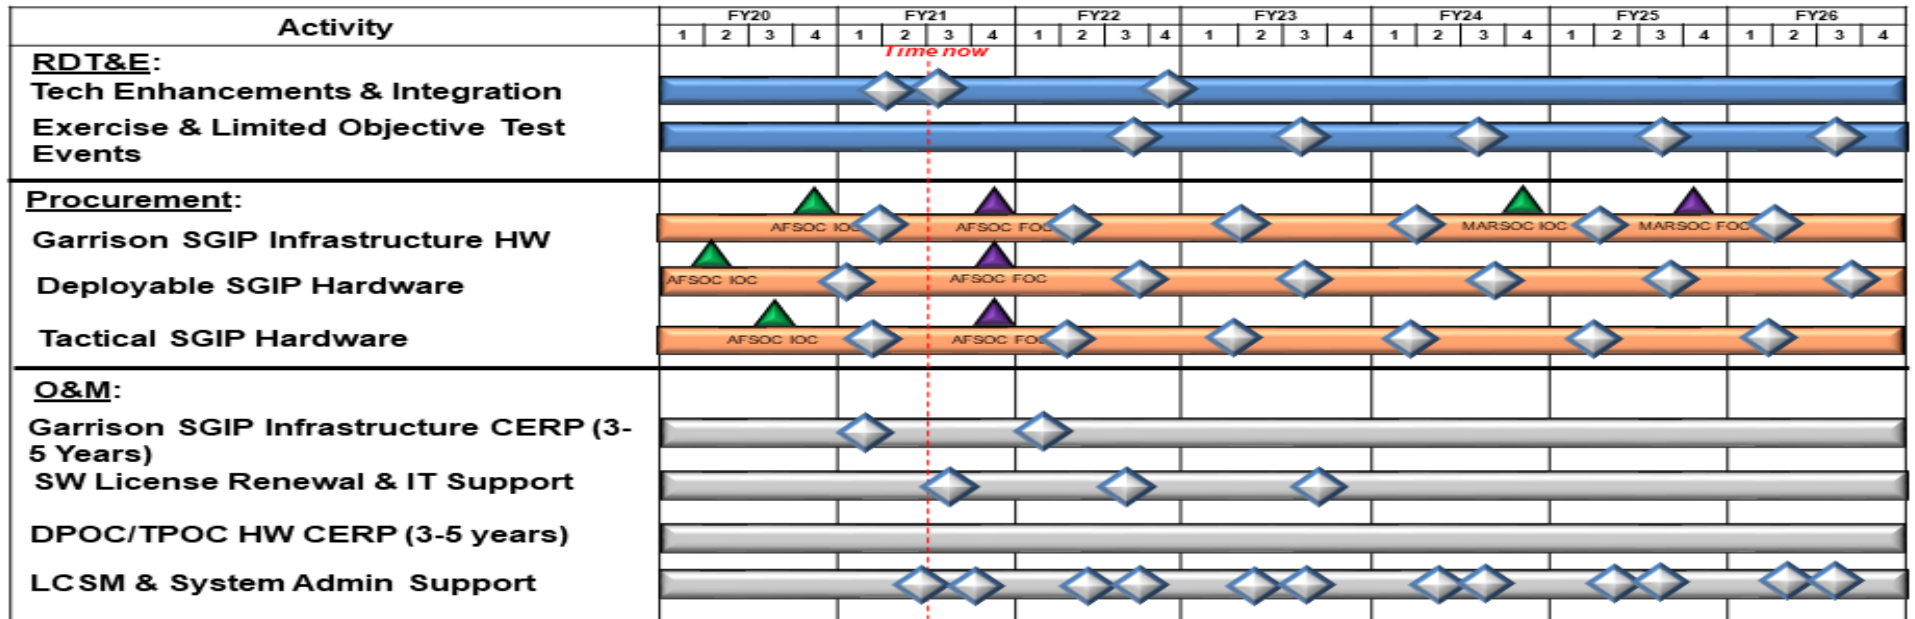 Activity FY20 FY21 FY22 FY23 FY24 FY25 FY26
1 2 3 4 1 2 3 4 1 2 3 4 1 2 3 4 1 2 3 4 1 2 3 4 1 2 3 4
Time now
RDT&E:
Tech Enhancements & Integration
Exercise & Limited Objective Test
Events
Procurement:
AFSOC IOC AFSOC FOC MARSOC IOC MARSOC FOC
Garrison SGIP Infrastructure HW
Deployable SGIP Hardware AFSOC IOC AFSOC FOC
Tactical SGIP Hardware AFSOC IOC AFSOC FOC
O&M:
Garrison SGIP Infrastructure CERP (3-
5 Years)
SW License Renewal & IT Support
DPOC/TPOC HW CERP (3-5 years)
LCSM & System Admin Support